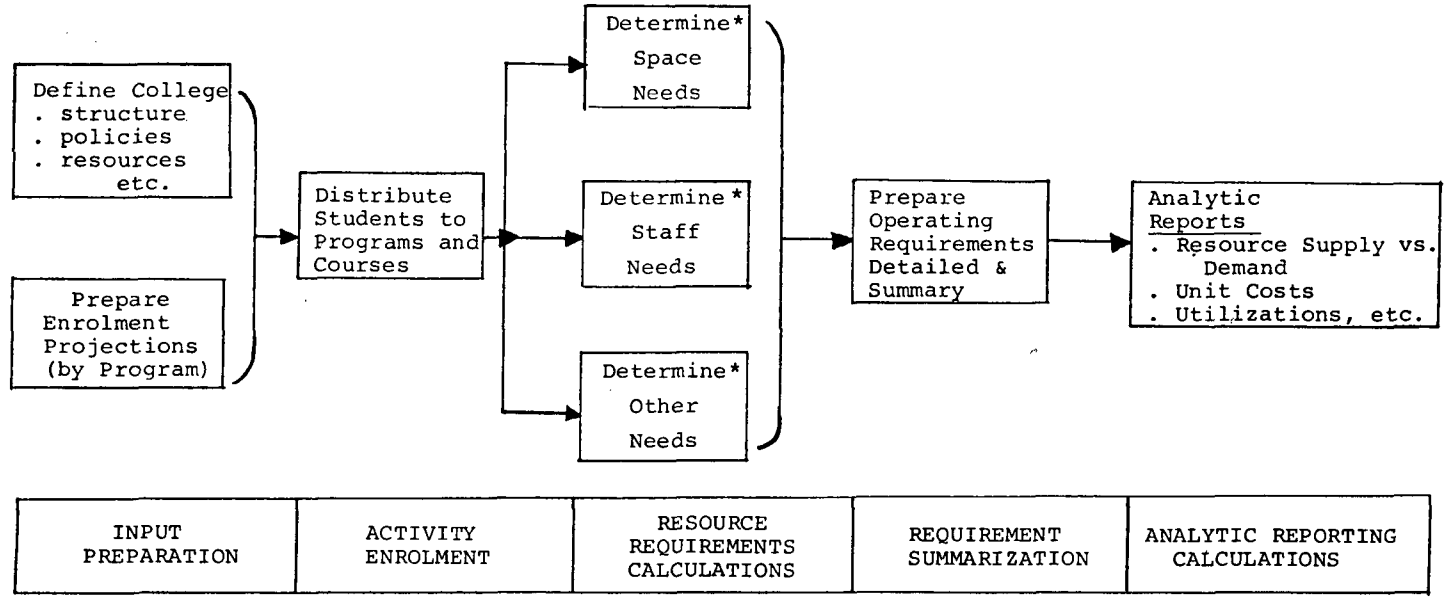 Define College
. structure
. policies
. resources
etc.
Prepare
Enrolment
Projections
(by Program)
Distribute
Students to
Programs and
Courses
Determine*
Space
Needs
Determine*
Staff
Needs
Determine*
Other
Needs
Prepare
Operating
Requirements
Detailed &
Summary
Analytic
Reports
. Resource Supply vs.
Demand
. Unit Costs
. Utilizations, etc.
INPUT
PREPARATION
ACTIVITY
ENROLMENT
RESOURCE
REQUIREMENTS
CALCULATIONS
REQUIREMENT
SUMMARIZATION
ANALYTIC REPORTING
CALCULATIONS